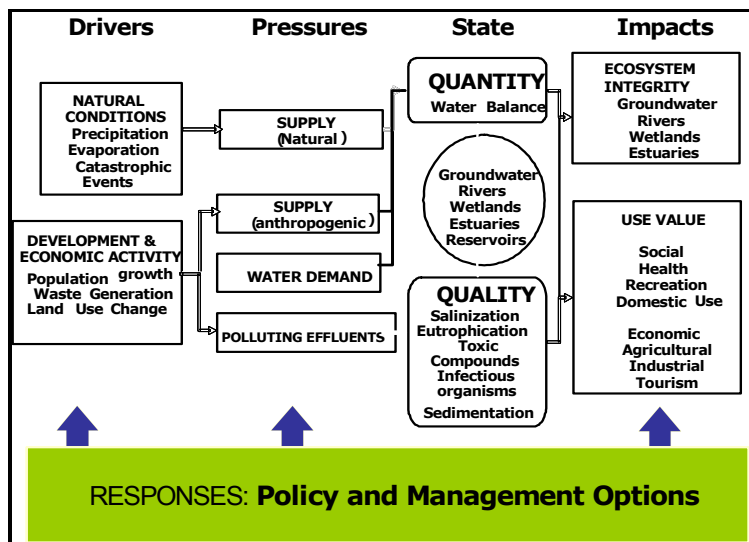 Drivers
Pressures
State
Impacts
NATURAL
CONDITIONS
Precipitation
Evaporation
Catastrophic
Events
DEVELOPMENT &
ECONOMIC ACTIVITY
Population growth
Waste Generation
Land Use Change
SUPPLY
(Natural )
SUPPLY
(anthropogenic )
WATER DEMAND
POLLUTING EFFLUENTS
QUANTITY
Water Balance
Groundwater
Rivers
Wetlands
Estuaries
Reservoirs
QUALITY
Salinization
Eutrophication
Toxic
Compounds
Infectious
organisms
Sedimentation
ECOSYSTEM
INTEGRITY
Groundwater
Rivers
Wetlands
Estuaries
USE VALUE
Social
Health
Recreation
Domestic Use
Economic
Agricultural
Industrial
Tourism
RESPONSES: Policy and Management Options